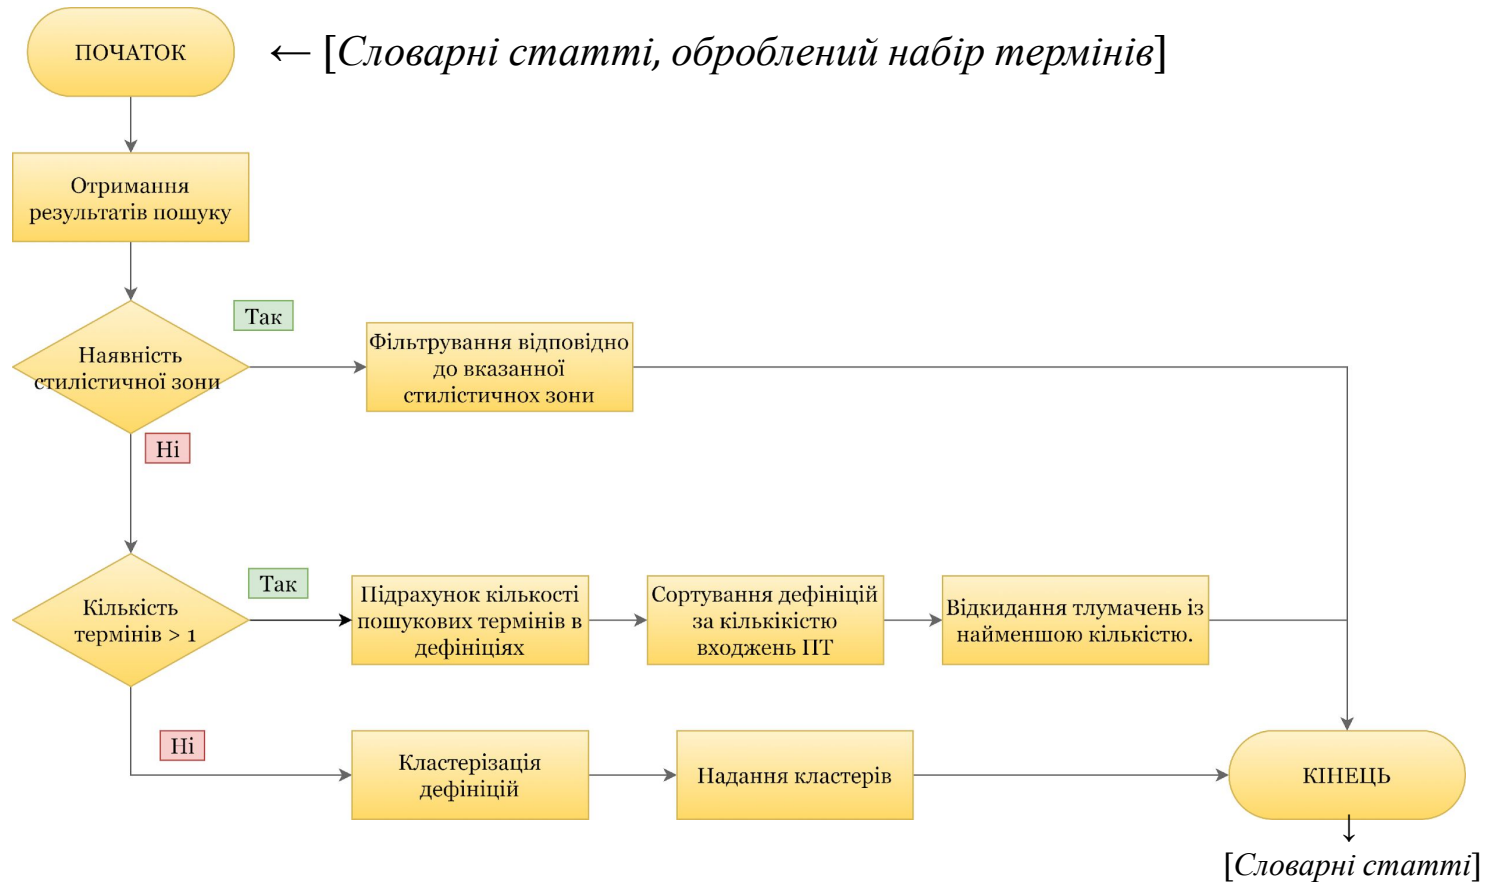 ПОЧАТОК
← [Словарні статті, оброблений набір термінів]
Отримання
результатів пошуку
Наявність
стилістичної зони
Так
Фільтрування відповідно
до вказанної
стилістичнох зони
Ні
Кількість
термінів > 1
Так
Підрахунок кількості
пошукових термінів в
дефініціях
Сортування дефініцій
за кількікістю
входжень ПТ
Відкидання тлумачень із
найменшою кількістю.
Ні
Кластерізація
дефініцій
Надання кластерів
КІНЕЦЬ
↓
[Словарні статті]